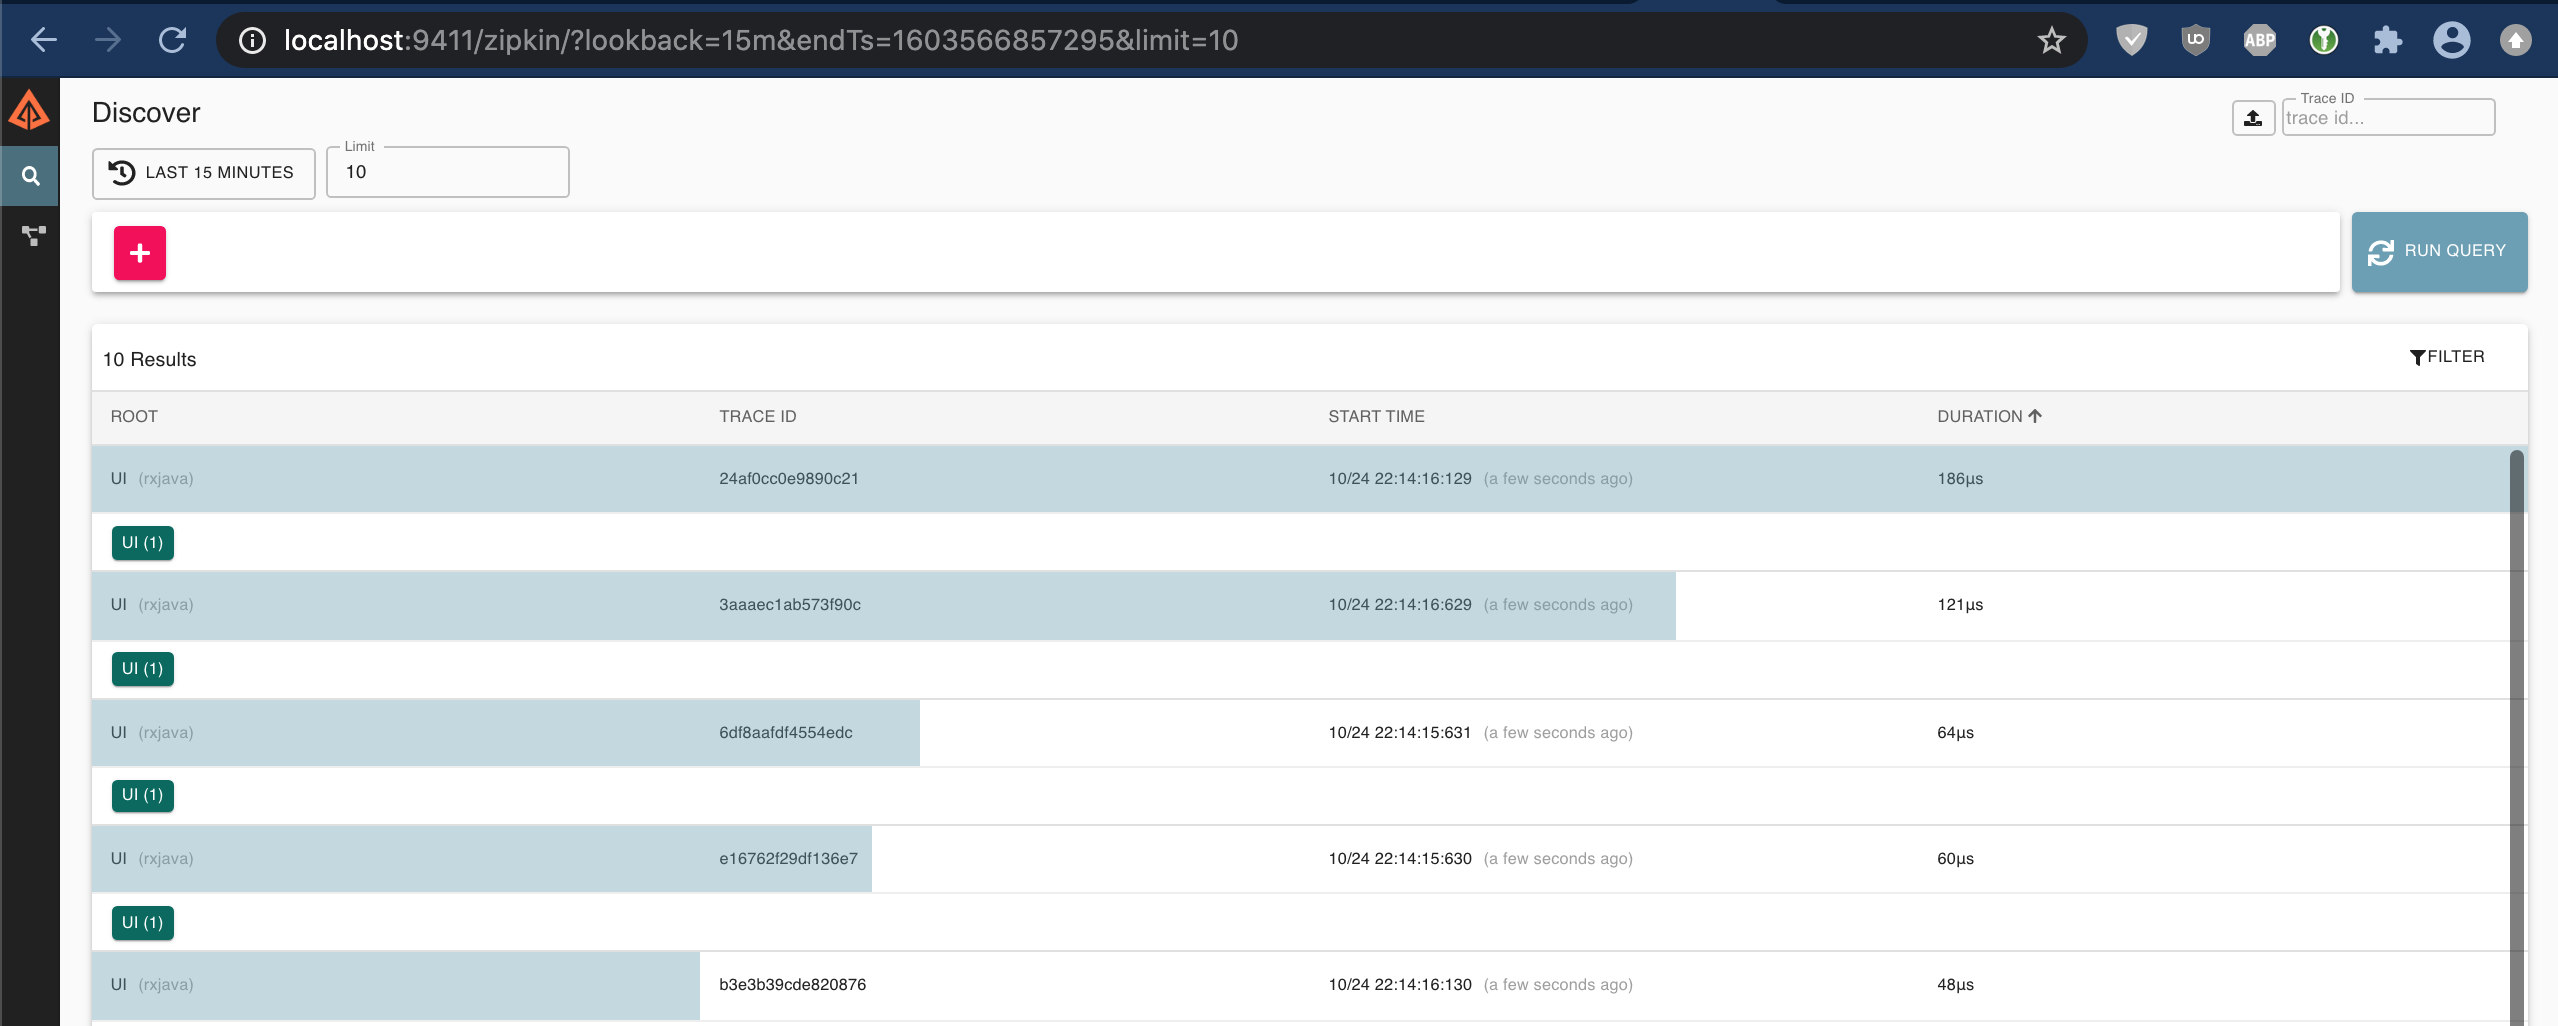 localhost:9411/zipkin/?lookback=15m&endTs=1603566857295&limit=10
UO
ABP
Discover
Trace ID
trace id...
LAST 15 MINUTES
Limit
10
RUN QUERY
10 Results
FILTER
ROOT TRACE ID START TIME DURATION
UI (rxjava) 24af0cc0e9890c21 10/24 22:14:16:129 (a few seconds ago) 186μs
UI (1)
UI (rxjava) 3aaaec1ab573f90c 10/24 22:14:16:629 (a few seconds ago) 121μs
UI (1)
UI (rxjava) 6df8aafdf4554edc 10/24 22:14:15:631 (a few seconds ago) 64μs
UI (1)
UI (rxjava) e16762f29df136e7 10/24 22:14:15:630 (a few seconds ago) 60μs
UI (1)
UI (rxjava) b3e3b39cde820876 10/24 22:14:16:130 (a few seconds ago) 48μs